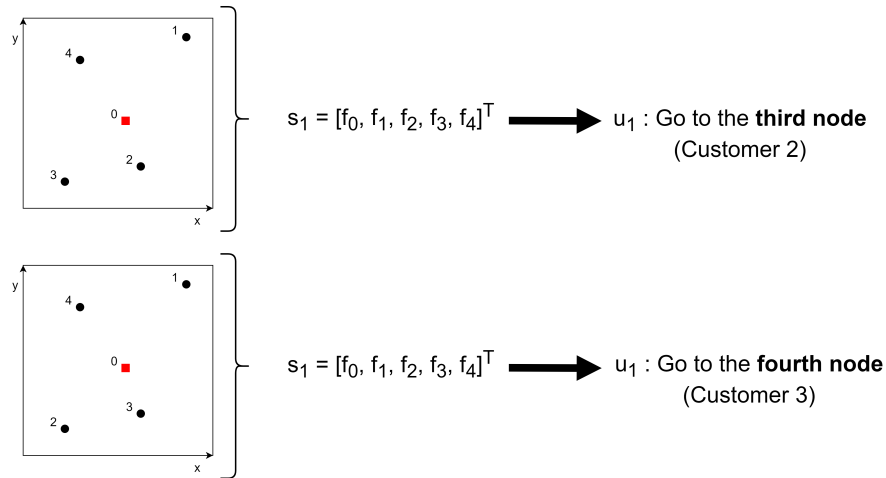 y
1
4
0
2
3
x
s₁ = [f₀, f₁, f₂, f₃, f₄]ᵀ
u₁ : Go to the third node
(Customer 2)
y
1
4
0
3
2
x
s₁ = [f₀, f₁, f₂, f₃, f₄]ᵀ
u₁ : Go to the fourth node
(Customer 3)